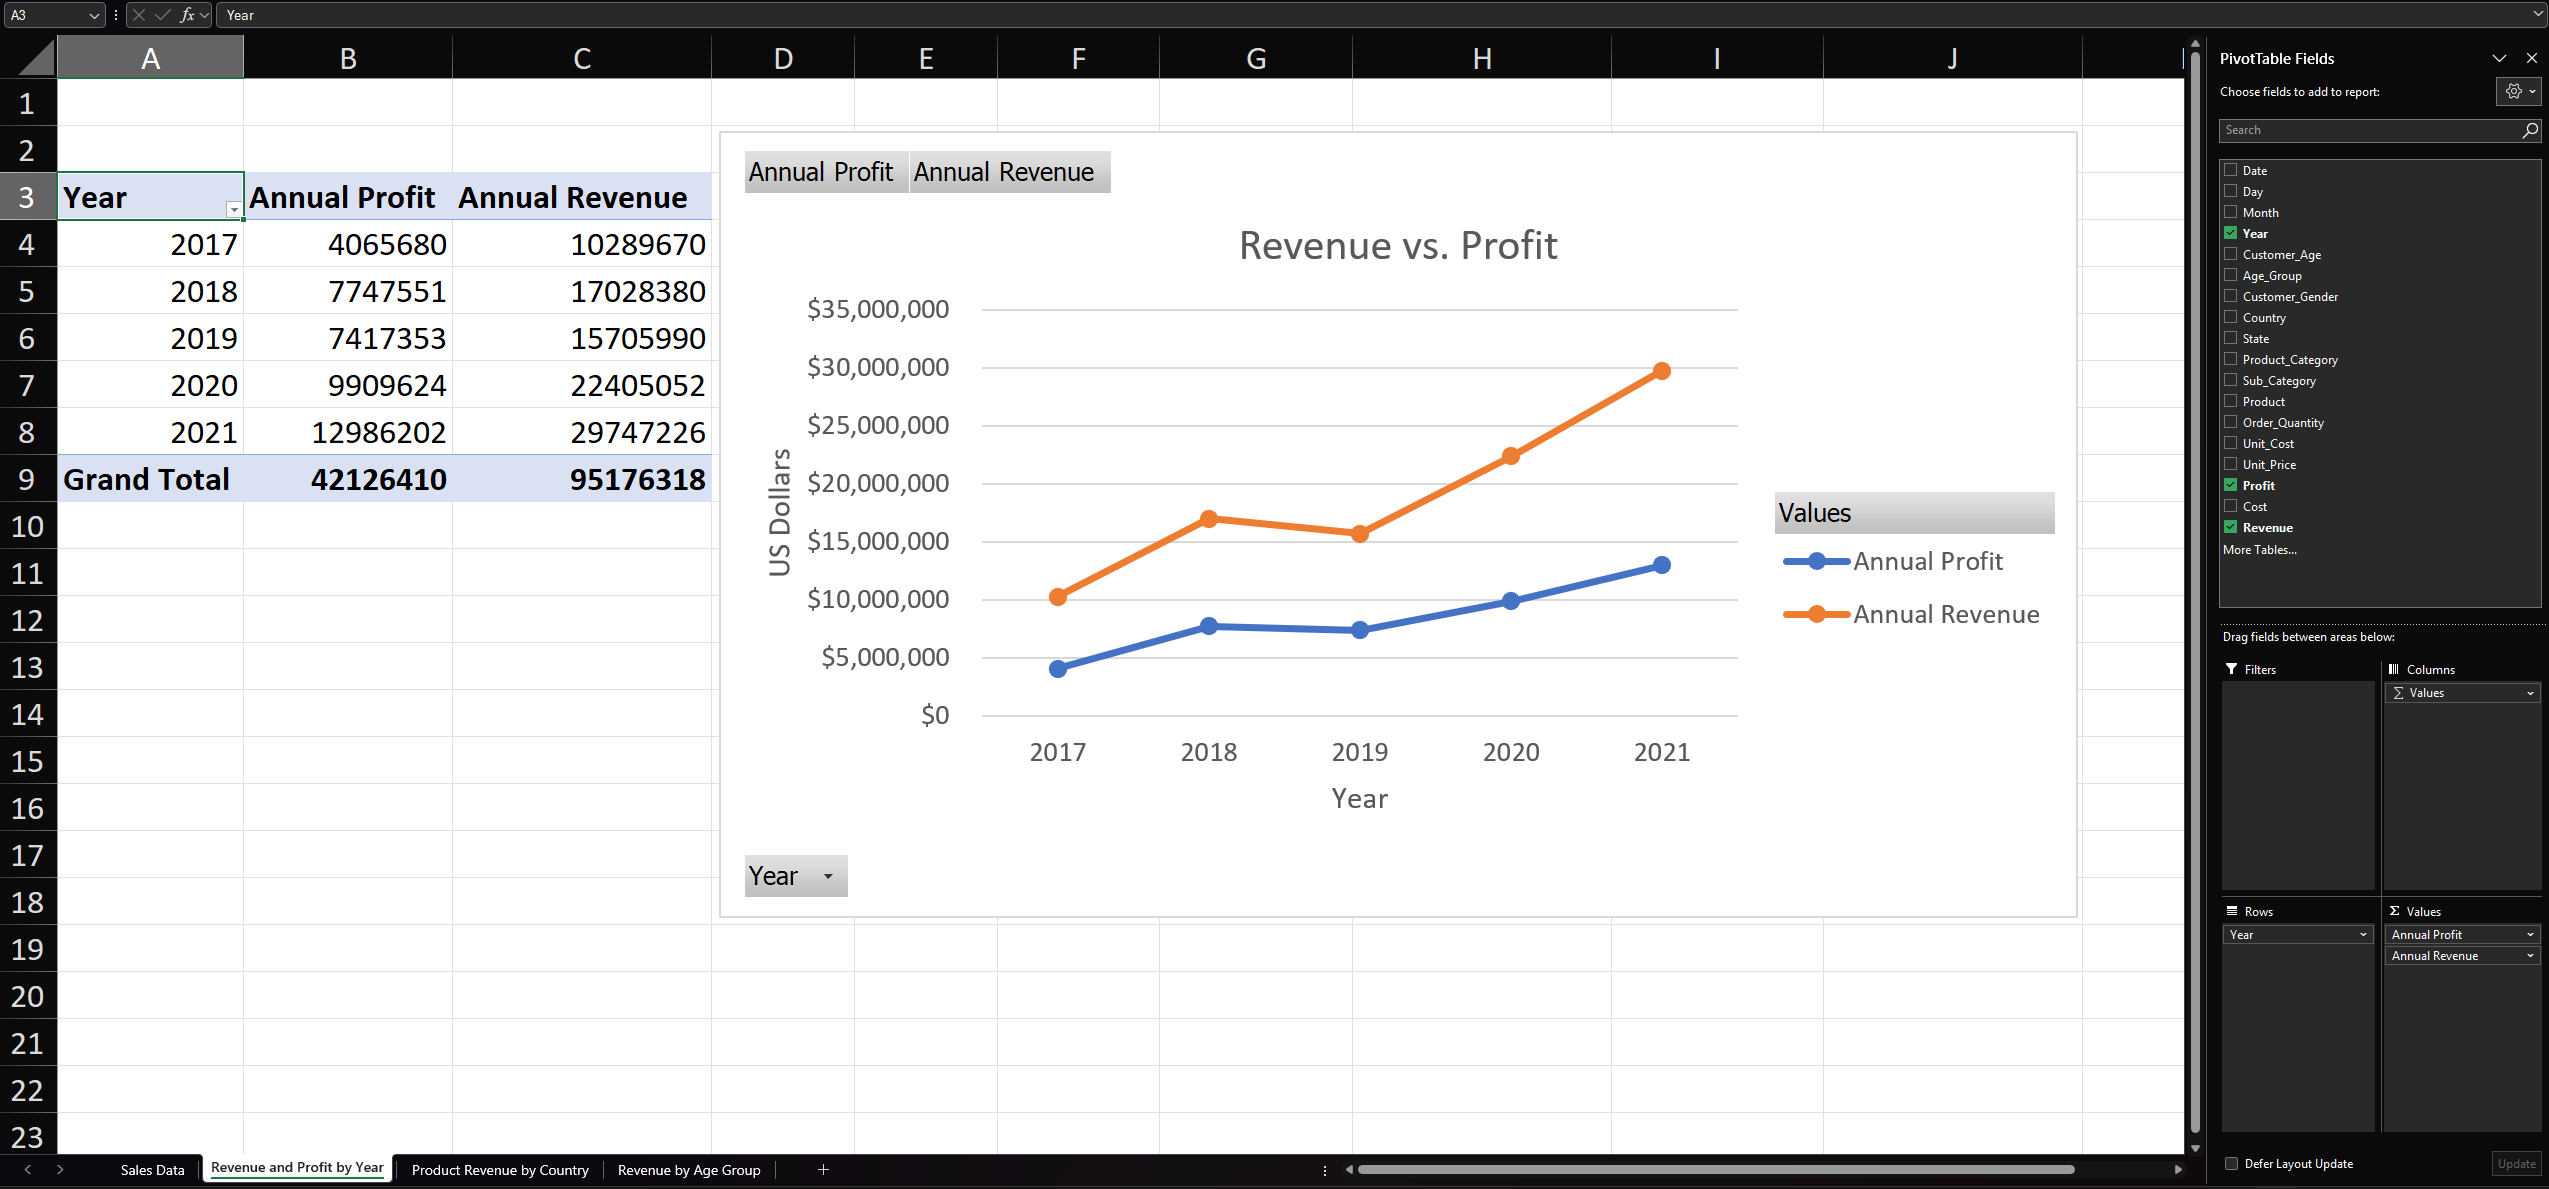 A3
fx
Year
A B C D E F G H I J
1
2
3 Year Annual Profit Annual Revenue
4 2017 4065680 10289670
5 2018 7747551 17028380
6 2019 7417353 15705990
7 2020 9909624 22405052
8 2021 12986202 29747226
9 Grand Total 42126410 95176318
10
11
12
13
14
15
16
17
18
19
20
21
22
23
Annual Profit Annual Revenue
Revenue vs. Profit
$35,000,000
$30,000,000
$25,000,000
$20,000,000
$15,000,000
$10,000,000
$5,000,000
$0
US Dollars
2017 2018 2019 2020 2021
Year
Values
Annual Profit
Annual Revenue
Year
PivotTable Fields
Choose fields to add to report:
Search
Date
Day
Month
Year
Customer_Age
Age_Group
Customer_Gender
Country
State
Product_Category
Sub_Category
Product
Order_Quantity
Unit_Cost
Unit_Price
Profit
Cost
Revenue
More Tables...
Drag fields between areas below:
Filters
Columns
Σ Values
Rows
Year
Σ Values
Annual Profit
Annual Revenue
Defer Layout Update
Update
Sales Data
Revenue and Profit by Year
Product Revenue by Country
Revenue by Age Group